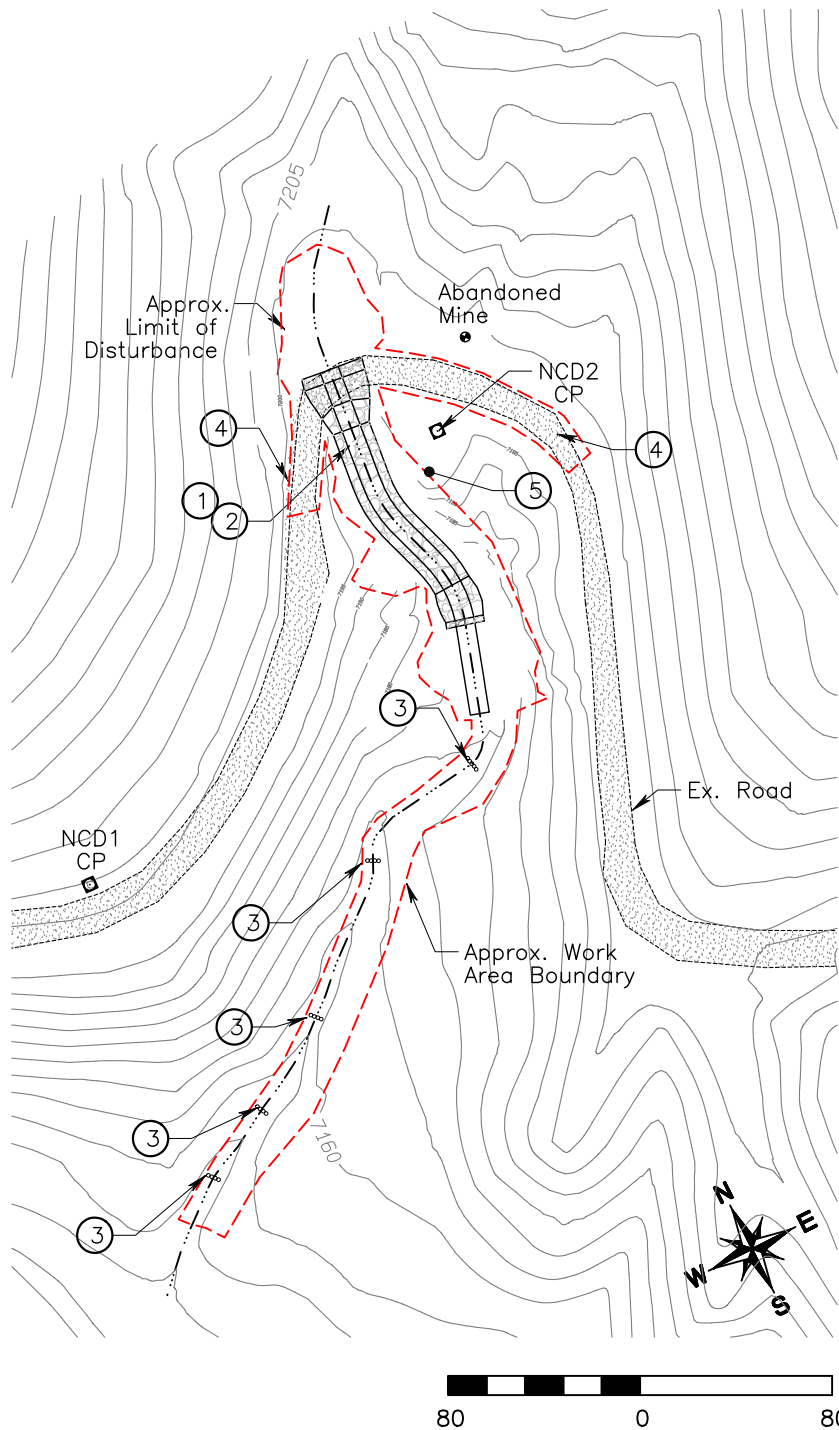 7205
Approx.
Limit of
Disturbance
Abandoned
Mine
NCD2
CP
4
4
1
2
5
3
Ex. Road
NCD1
CP
3
Approx. Work
Area Boundary
3
7160
3
3
N
E
W
S
80
0
80